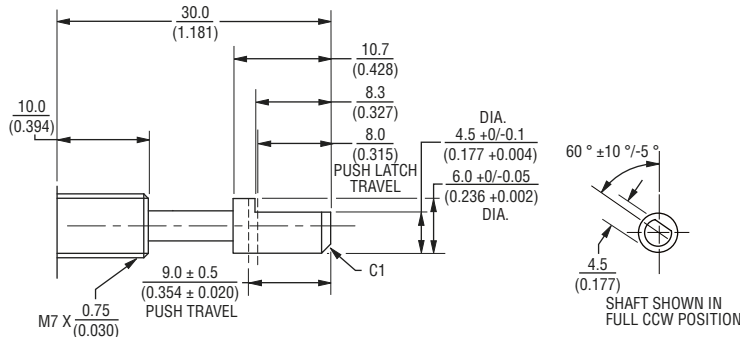 30.0
(1.181)
10.7
(0.428)
8.3
(0.327)
10.0
(0.394)
8.0
(0.315)
PUSH LATCH
TRAVEL
DIA.
4.5 +0/-0.1
(0.177 +0.004)
6.0 +0/-0.05
(0.236 +0.002)
DIA.
60 ° ±10 °/-5 °
9.0 ± 0.5
(0.354 ± 0.020)
PUSH TRAVEL
C1
M7 X 0.75
(0.030)
4.5
(0.177)
SHAFT SHOWN IN
FULL CCW POSITION